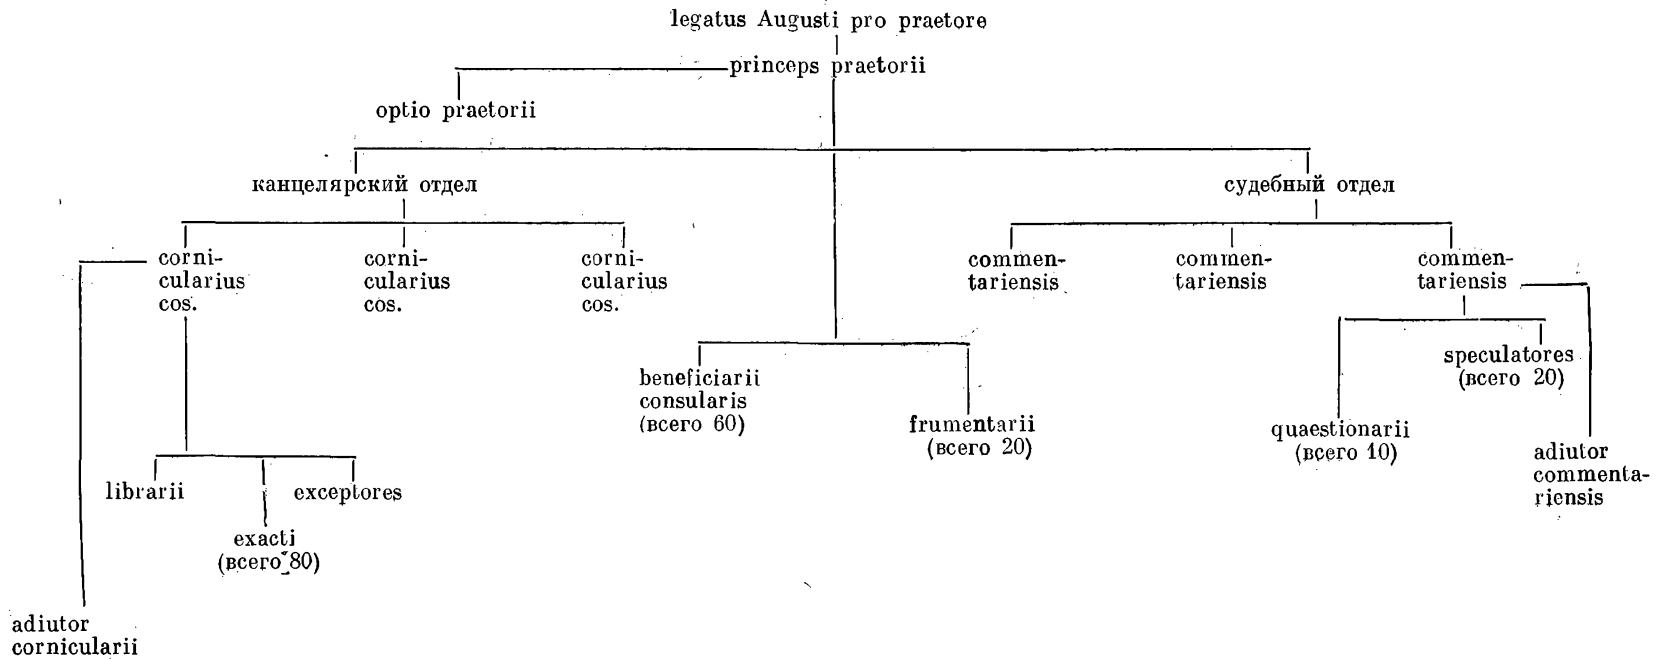 legatus Augusti pro praetore
princeps praetorii
optio praetorii
канцелярский отдел
судебный отдел
corni-
cularius
cos.
corni-
cularius
cos.
corni-
cularius
cos.
commen-
tariensis
commen-
tariensis
commen-
tariensis
beneficiarii
consularis
(всего 60)
frumentarii
(всего 20)
speculatores
(всего 20)
quaestionarii
(всего 10)
adiutor
commenta-
riensis
librarii
exceptores
exacti
(всего 80)
adiutor
cornicularii